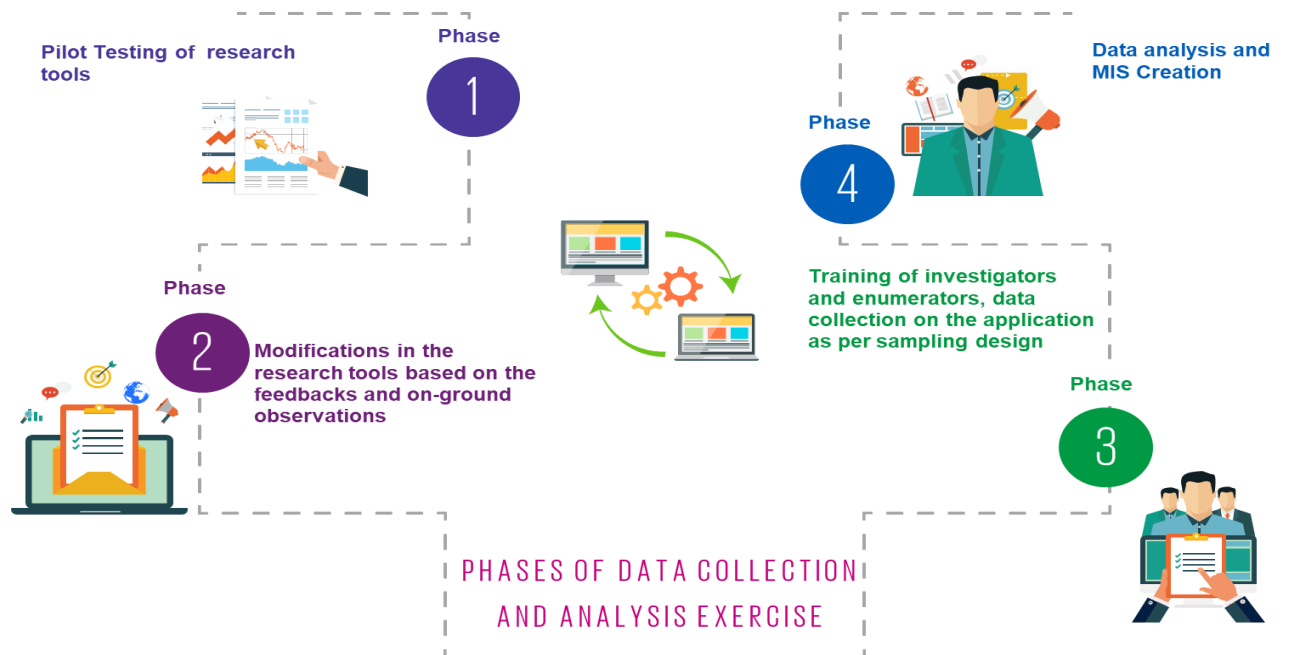 Phase
1
Pilot Testing of research
tools
Phase
2
Modifications in the
research tools based on the
feedbacks and on-ground
observations
Phase
3
Training of investigators
and enumerators, data
collection on the application
as per sampling design
Phase
4
Data analysis and
MIS Creation
PHASES OF DATA COLLECTION
AND ANALYSIS EXERCISE